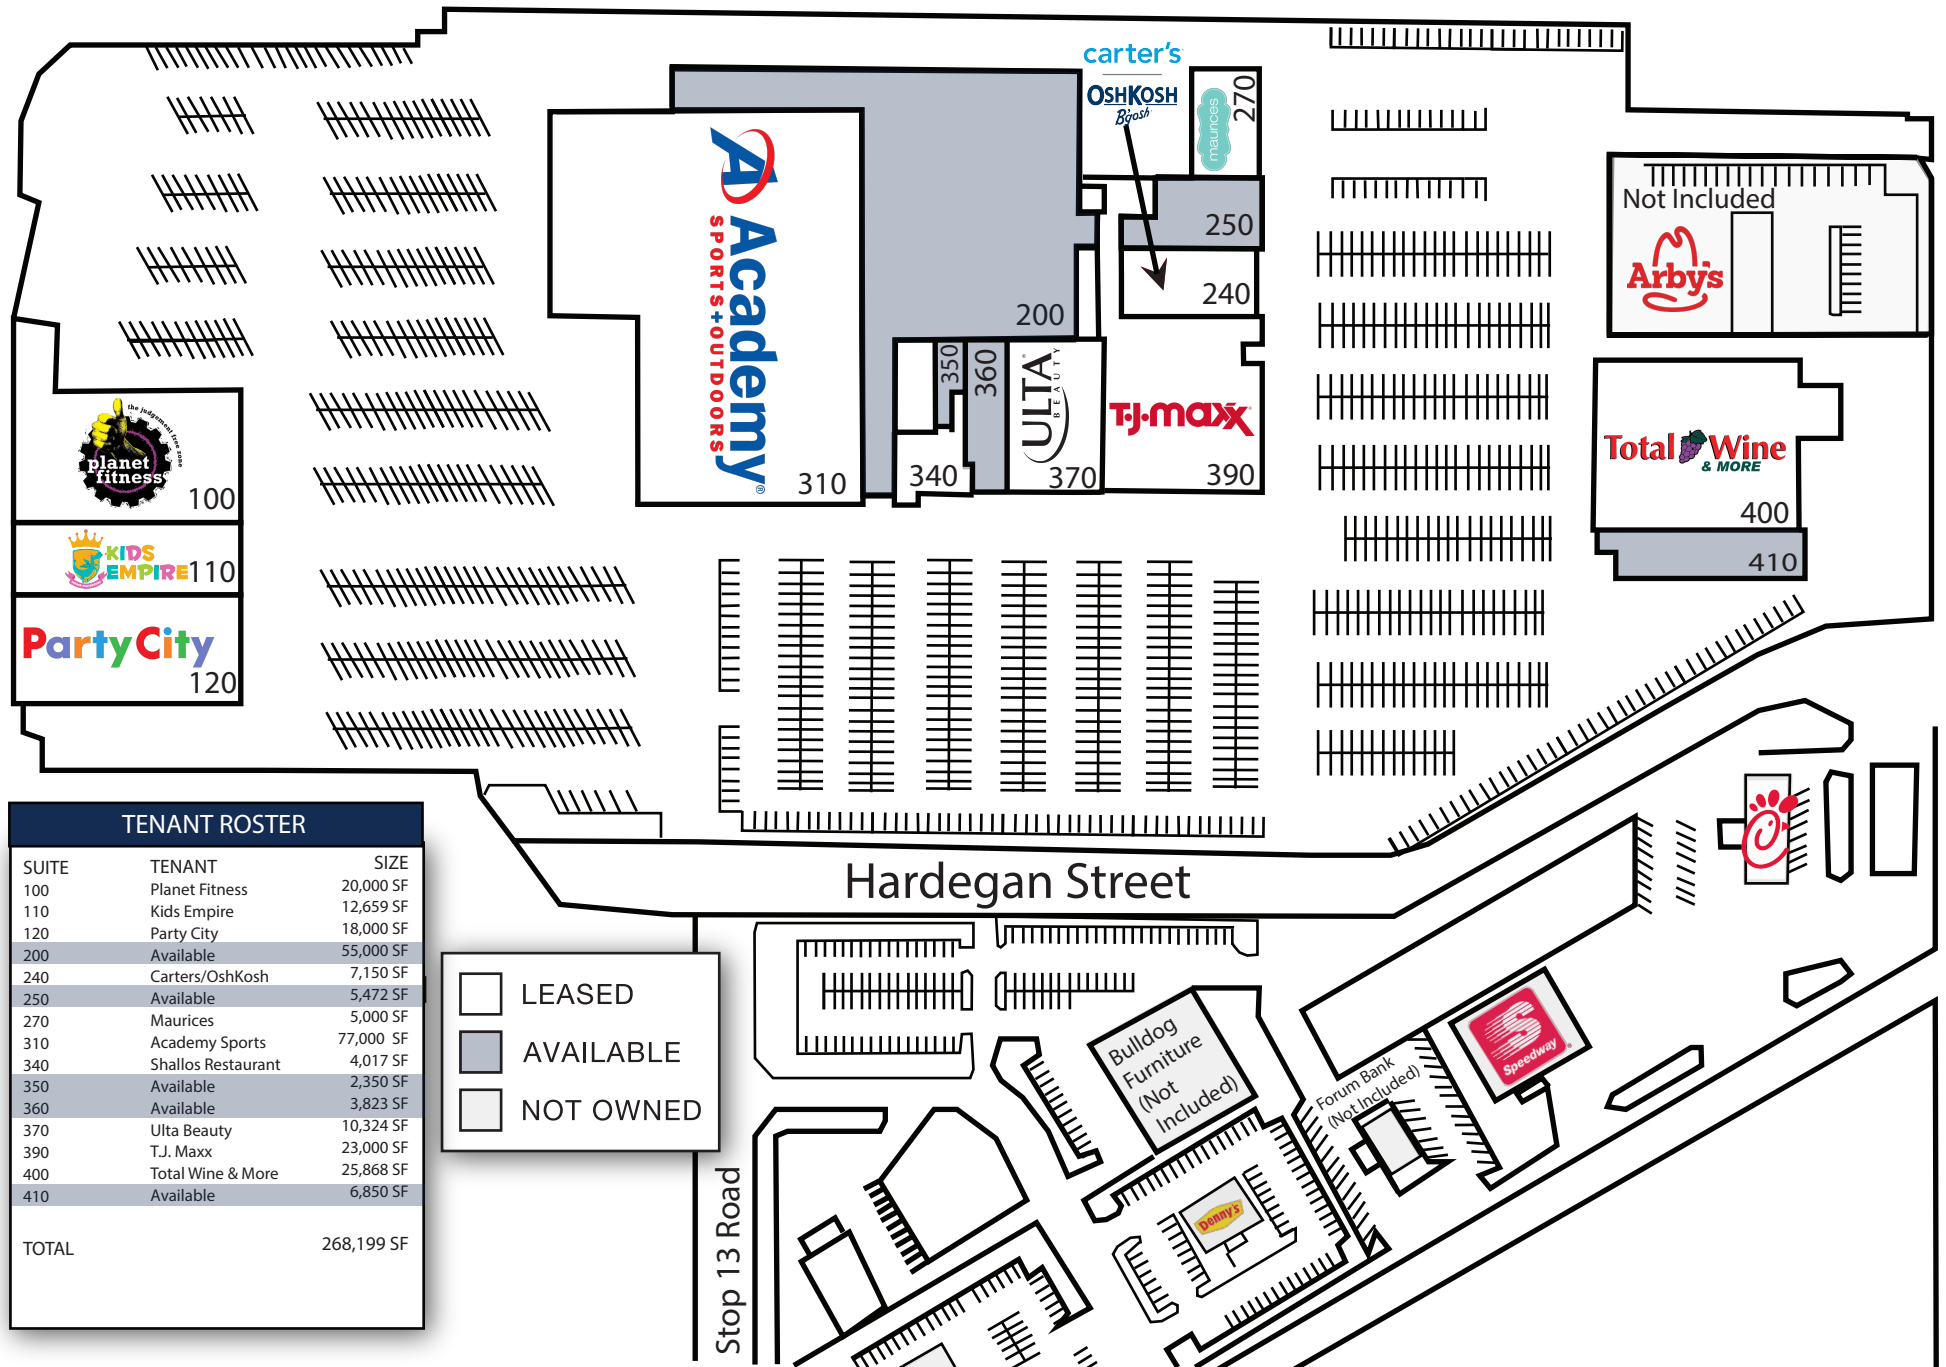 carter's
OSHKOSH
B'gosh
maurices
270
Not Included
Arby's
250
240
200
Academy
SPORTS+OUTDOORS
310
350
360
340
ULTA
BEAUTY
370
T·J·maxx
390
the judgement free zone
planet
fitness
100
KIDS
EMPIRE
110
Party City
120
Total Wine
& MORE
400
410
Hardegan Street
TENANT ROSTER
SUITE TENANT SIZE
100 Planet Fitness 20,000 SF
110 Kids Empire 12,659 SF
120 Party City 18,000 SF
200 Available 55,000 SF
240 Carters/OshKosh 7,150 SF
250 Available 5,472 SF
270 Maurices 5,000 SF
310 Academy Sports 77,000 SF
340 Shallos Restaurant 4,017 SF
350 Available 2,350 SF
360 Available 3,823 SF
370 Ulta Beauty 10,324 SF
390 T.J. Maxx 23,000 SF
400 Total Wine & More 25,868 SF
410 Available 6,850 SF
TOTAL 268,199 SF
LEASED
AVAILABLE
NOT OWNED
Stop 13 Road
Bulldog
Furniture
(Not
Included)
Forum Bank
(Not Included)
Speedway
Denny's